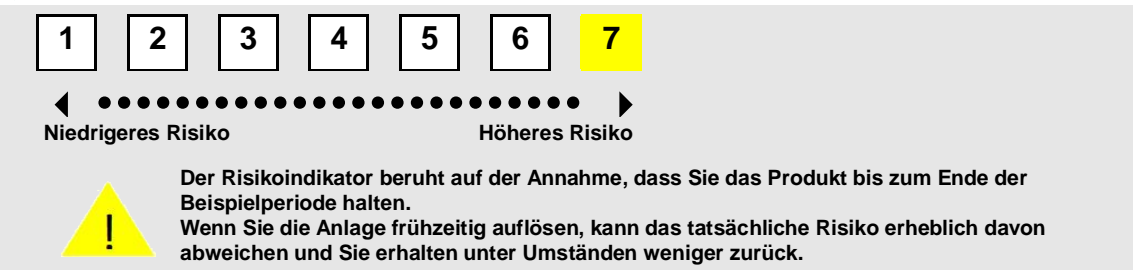 1 2 3 4 5 6 7
Niedrigeres Risiko Höheres Risiko
!
Der Risikoindikator beruht auf der Annahme, dass Sie das Produkt bis zum Ende der
Beispielperiode halten.
Wenn Sie die Anlage frühzeitig auflösen, kann das tatsächliche Risiko erheblich davon
abweichen und Sie erhalten unter Umständen weniger zurück.